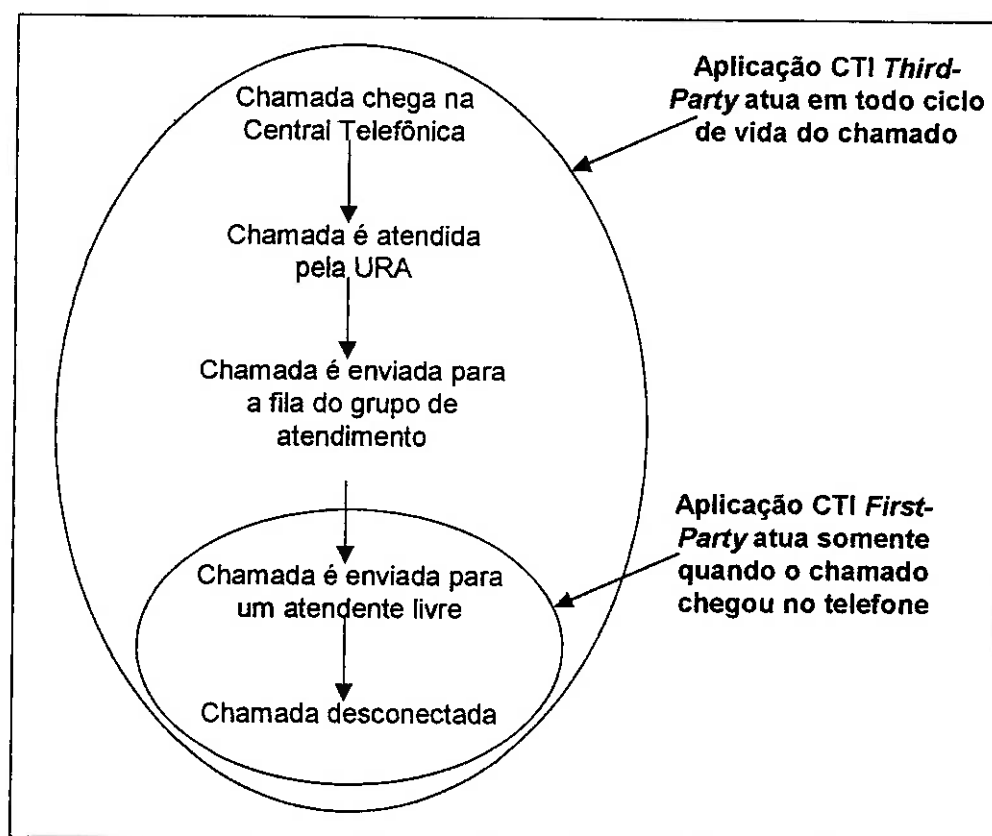 Chamada chega na
Central Telefônica
Chamada é atendida
pela URA
Chamada é enviada para
a fila do grupo de
atendimento
Chamada é enviada para
um atendente livre
Chamada desconectada
Aplicação CTI Third-
Party atua em todo ciclo
de vida do chamado
Aplicação CTI First-
Party atua somente
quando o chamado
chegou no telefone